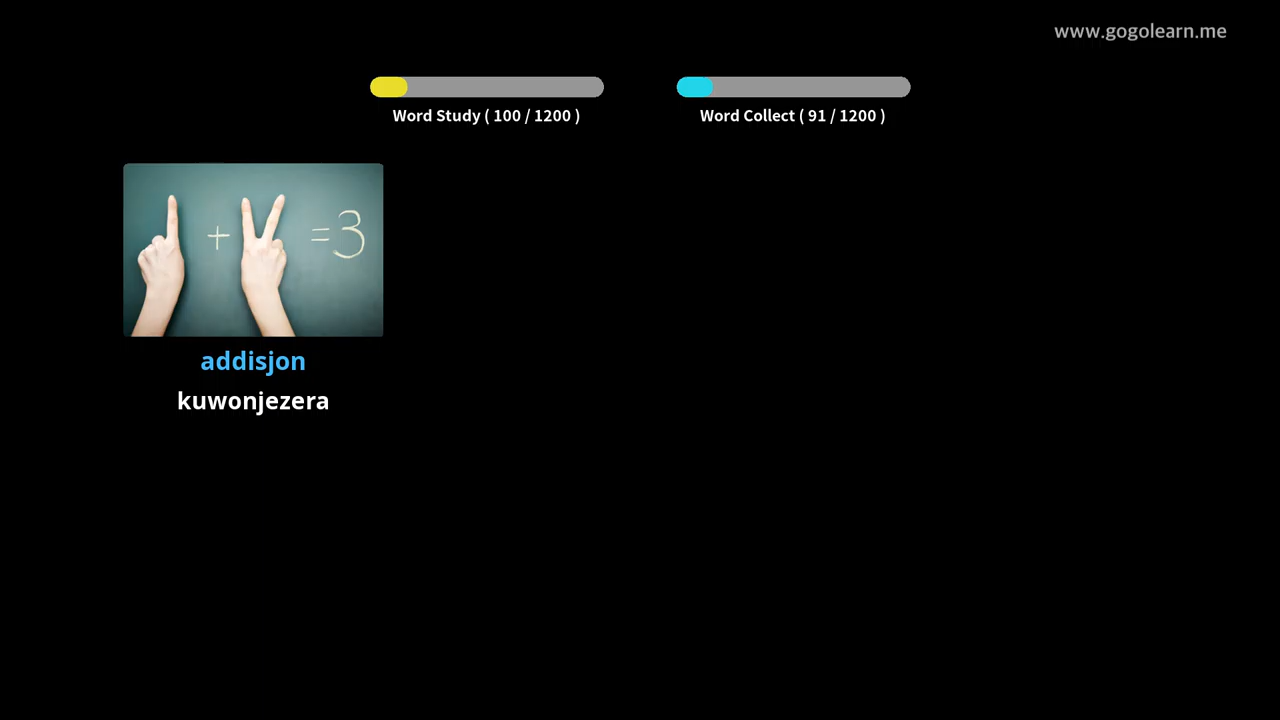 www.gogolearn.me
Word Study ( 100 / 1200 )
Word Collect ( 91 / 1200 )
+ = 3
addisjon
kuwonjezera